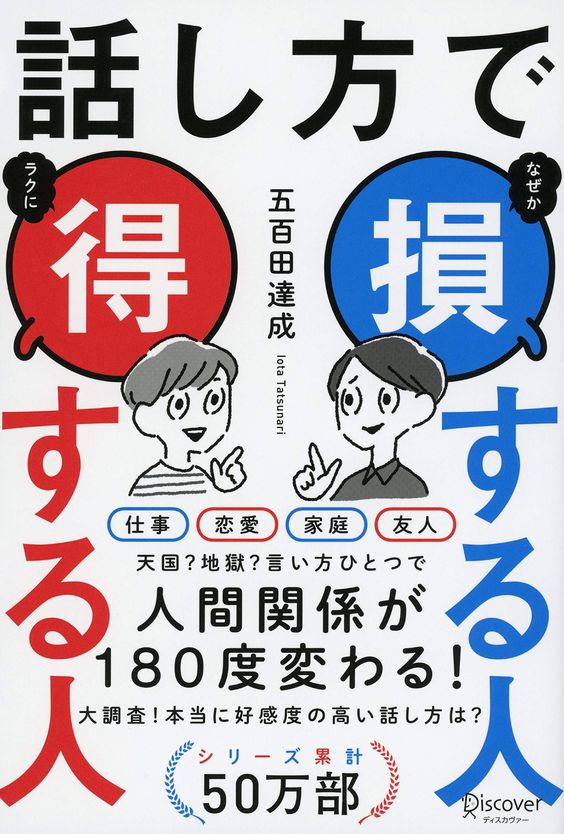 話し方で
なぜか
損する人
ラクに
得する人
五百田達成
Iota Tatsunari
仕事
恋愛
家庭
友人
天国?地獄?言い方ひとつで
人間関係が
180度変わる!
大調査!本当に好感度の高い話し方は?
シリーズ累計
50万部
Discover
ディスカヴァー